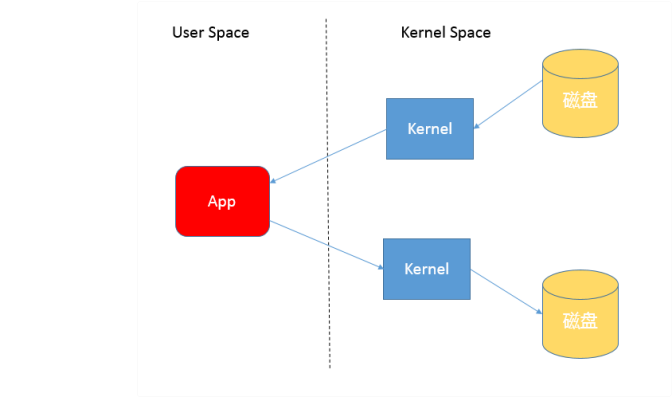 User Space
Kernel Space
磁盘
Kernel
App
Kernel
磁盘